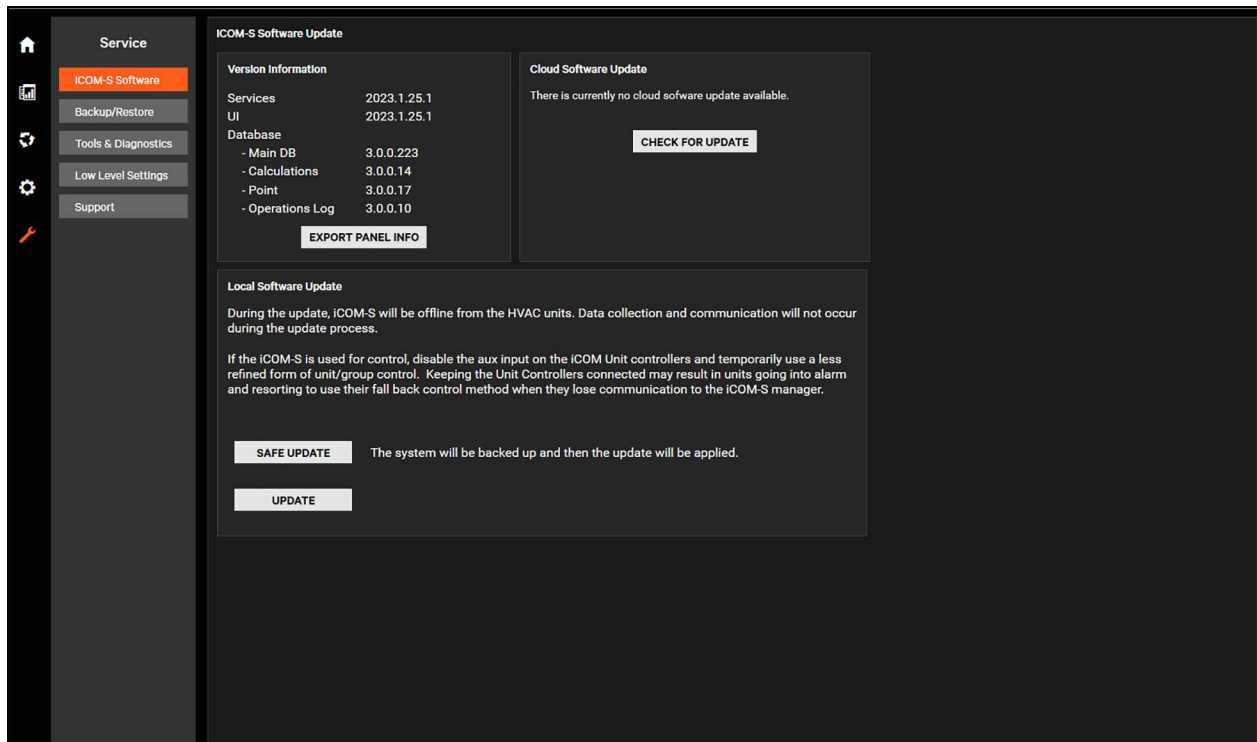 Service
ICOM-S Software
Backup/Restore
Tools & Diagnostics
Low Level Settings
Support
ICOM-S Software Update
Version Information
Services 2023.1.25.1
UI 2023.1.25.1
Database
- Main DB 3.0.0.223
- Calculations 3.0.0.14
- Point 3.0.0.17
- Operations Log 3.0.0.10
EXPORT PANEL INFO
Cloud Software Update
There is currently no cloud sofware update available.
CHECK FOR UPDATE
Local Software Update
During the update, iCOM-S will be offline from the HVAC units. Data collection and communication will not occur
during the update process.
If the iCOM-S is used for control, disable the aux input on the iCOM Unit controllers and temporarily use a less
refined form of unit/group control. Keeping the Unit Controllers connected may result in units going into alarm
and resorting to use their fall back control method when they lose communication to the iCOM-S manager.
SAFE UPDATE The system will be backed up and then the update will be applied.
UPDATE